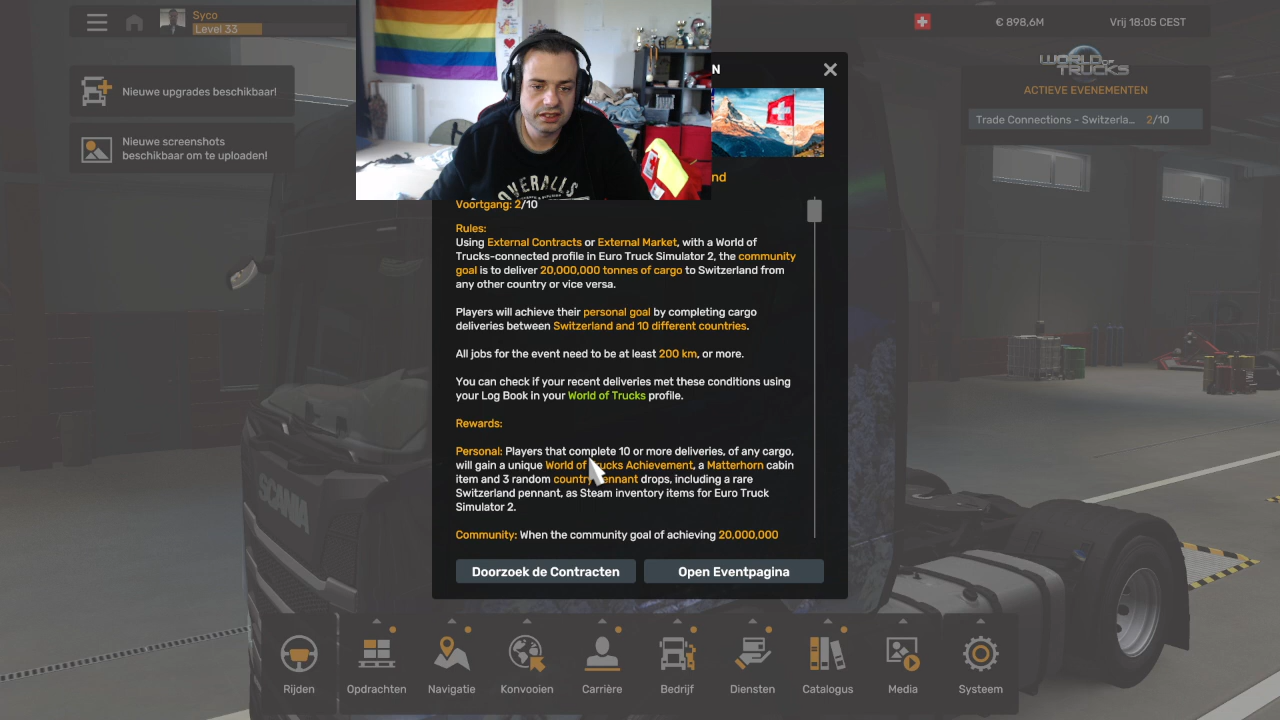 Syco
Level 33
€ 898,6M
Vrij 18:05 CEST
Nieuwe upgrades beschikbaar!
Nieuwe screenshots
beschikbaar om te uploaden!
N
WORLD OF
TRUCKS
ACTIEVE EVENEMENTEN
Trade Connections - Switzerla... 2/10
nd
OVERALLS
Voortgang: 2/10
Rules:
Using External Contracts or External Market, with a World of
Trucks-connected profile in Euro Truck Simulator 2, the community
goal is to deliver 20,000,000 tonnes of cargo to Switzerland from
any other country or vice versa.
Players will achieve their personal goal by completing cargo
deliveries between Switzerland and 10 different countries.
All jobs for the event need to be at least 200 km, or more.
You can check if your recent deliveries met these conditions using
your Log Book in your World of Trucks profile.
Rewards:
Personal: Players that complete 10 or more deliveries, of any cargo,
will gain a unique World of Trucks Achievement, a Matterhorn cabin
item and 3 random country pennant drops, including a rare
Switzerland pennant, as Steam inventory items for Euro Truck
Simulator 2.
Community: When the community goal of achieving 20,000,000
Doorzoek de Contracten
Open Eventpagina
SCANIA
Rijden
Opdrachten
Navigatie
Konvooien
Carrière
Bedrijf
Diensten
Catalogus
Media
Systeem